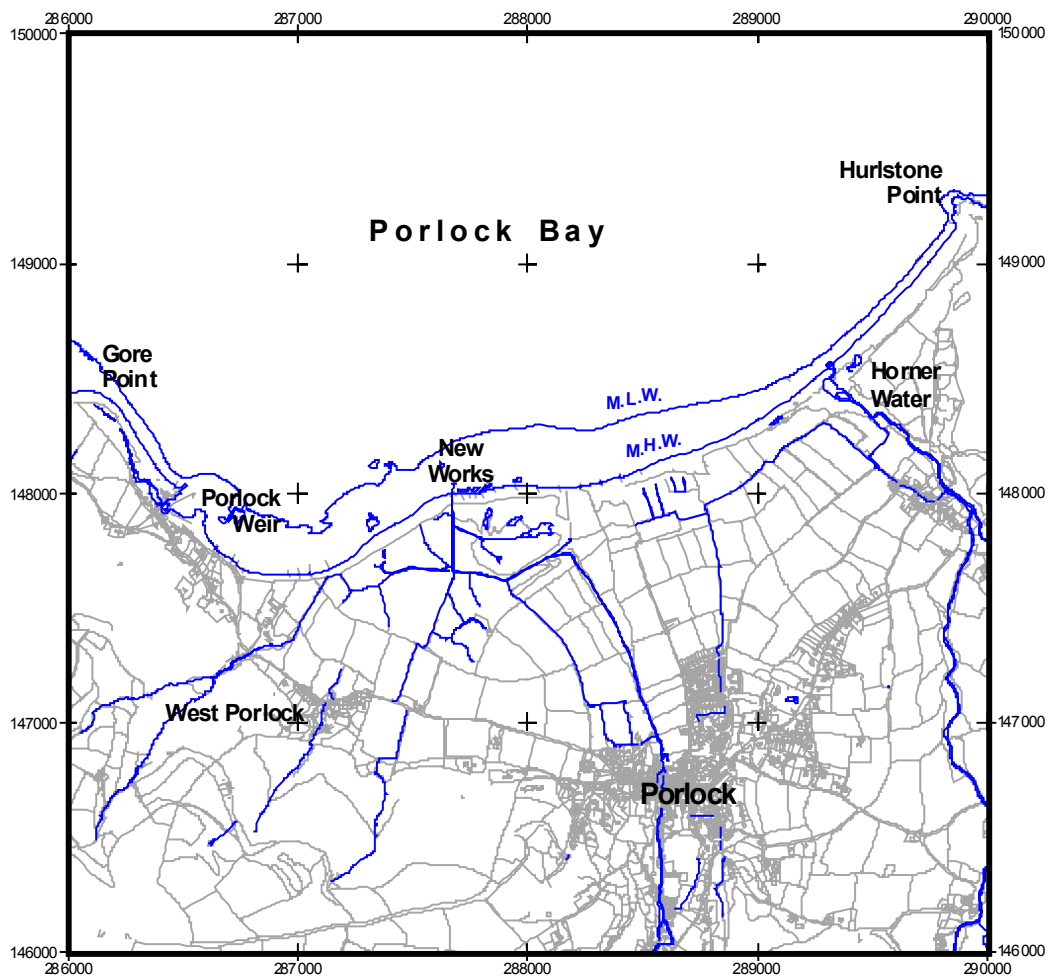 286000 287000 288000 289000 290000
150000 150000
Hurlstone
Point
Porlock Bay
149000 149000
Gore
Point
Horner
Water
M.L.W.
M.H.W.
New
Works
Porlock
Weir
148000 148000
West Porlock
147000 147000
Porlock
146000 146000
286000 287000 288000 289000 290000